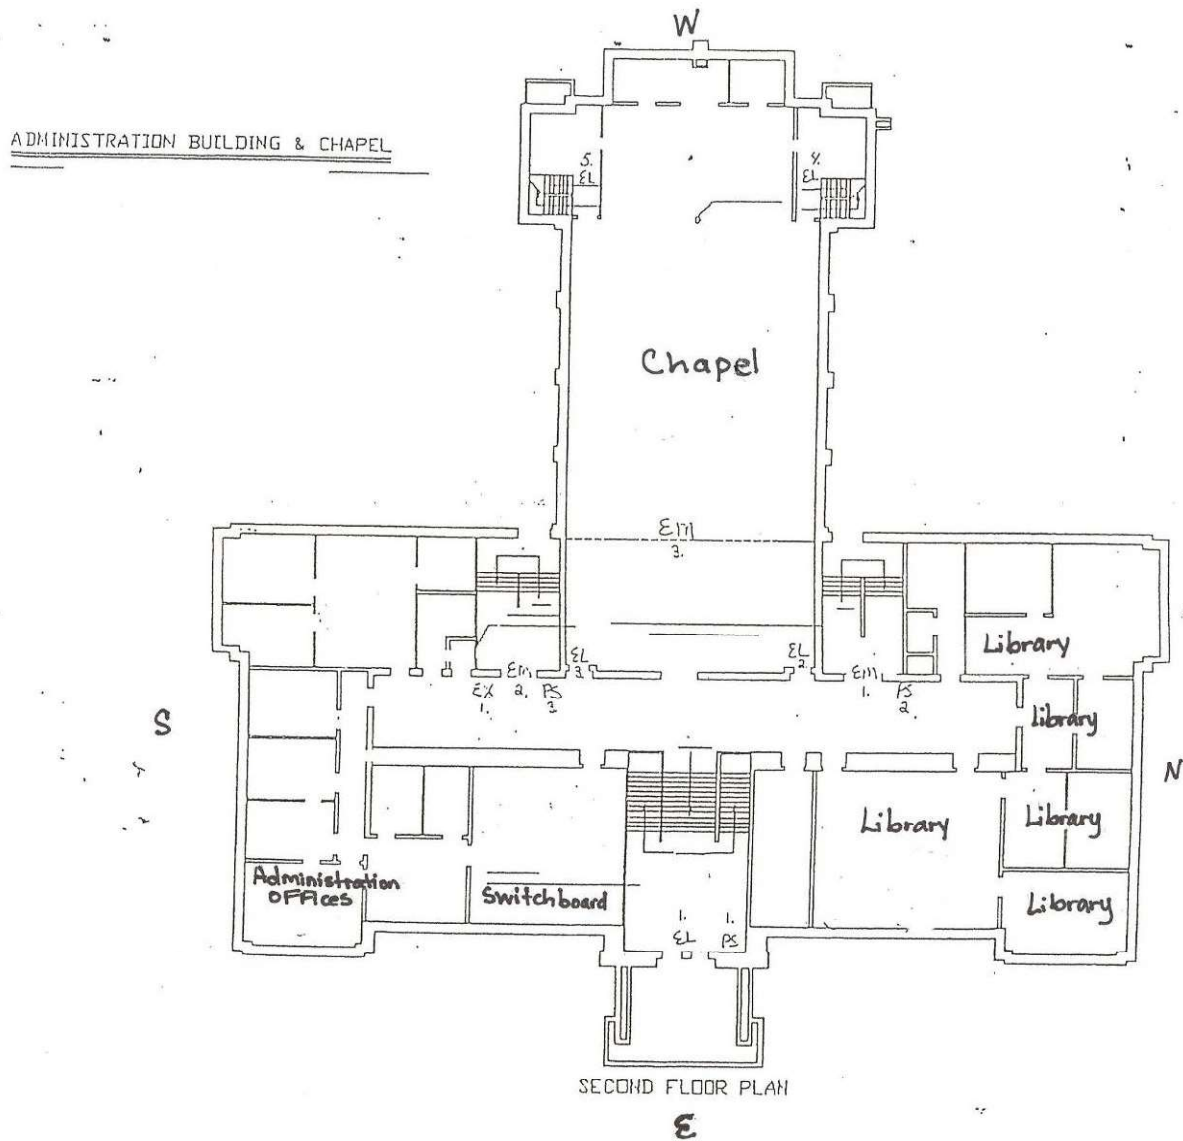 W
ADMINISTRATION BUILDING & CHAPEL
5.
EL
4.
EL
Chapel
Em
3.
Library
EX
1.
Em
2.
PS
3
EL
3
EL
2.
Em
1.
PS
2.
S
Library
N
Library
Library
Administration
OFFices
Switchboard
Library
1.
EL
1.
PS
SECOND FLOOR PLAN
E